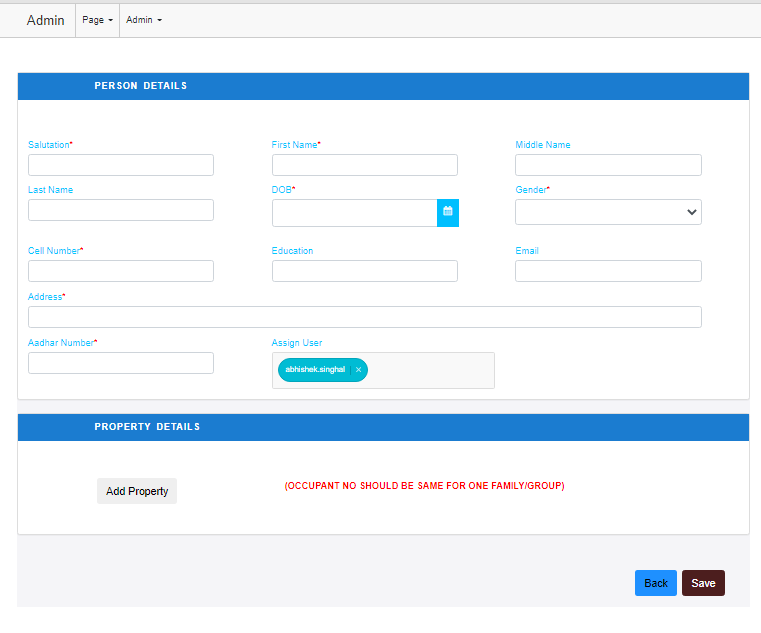 Admin Page Admin
PERSON DETAILS
Salutation* First Name* Middle Name
Last Name DOB* Gender*
Cell Number* Education Email
Address*
Aadhar Number* Assign User
abhishek.singhal ×
PROPERTY DETAILS
Add Property (OCCUPANT NO SHOULD BE SAME FOR ONE FAMILY/GROUP)
Back Save